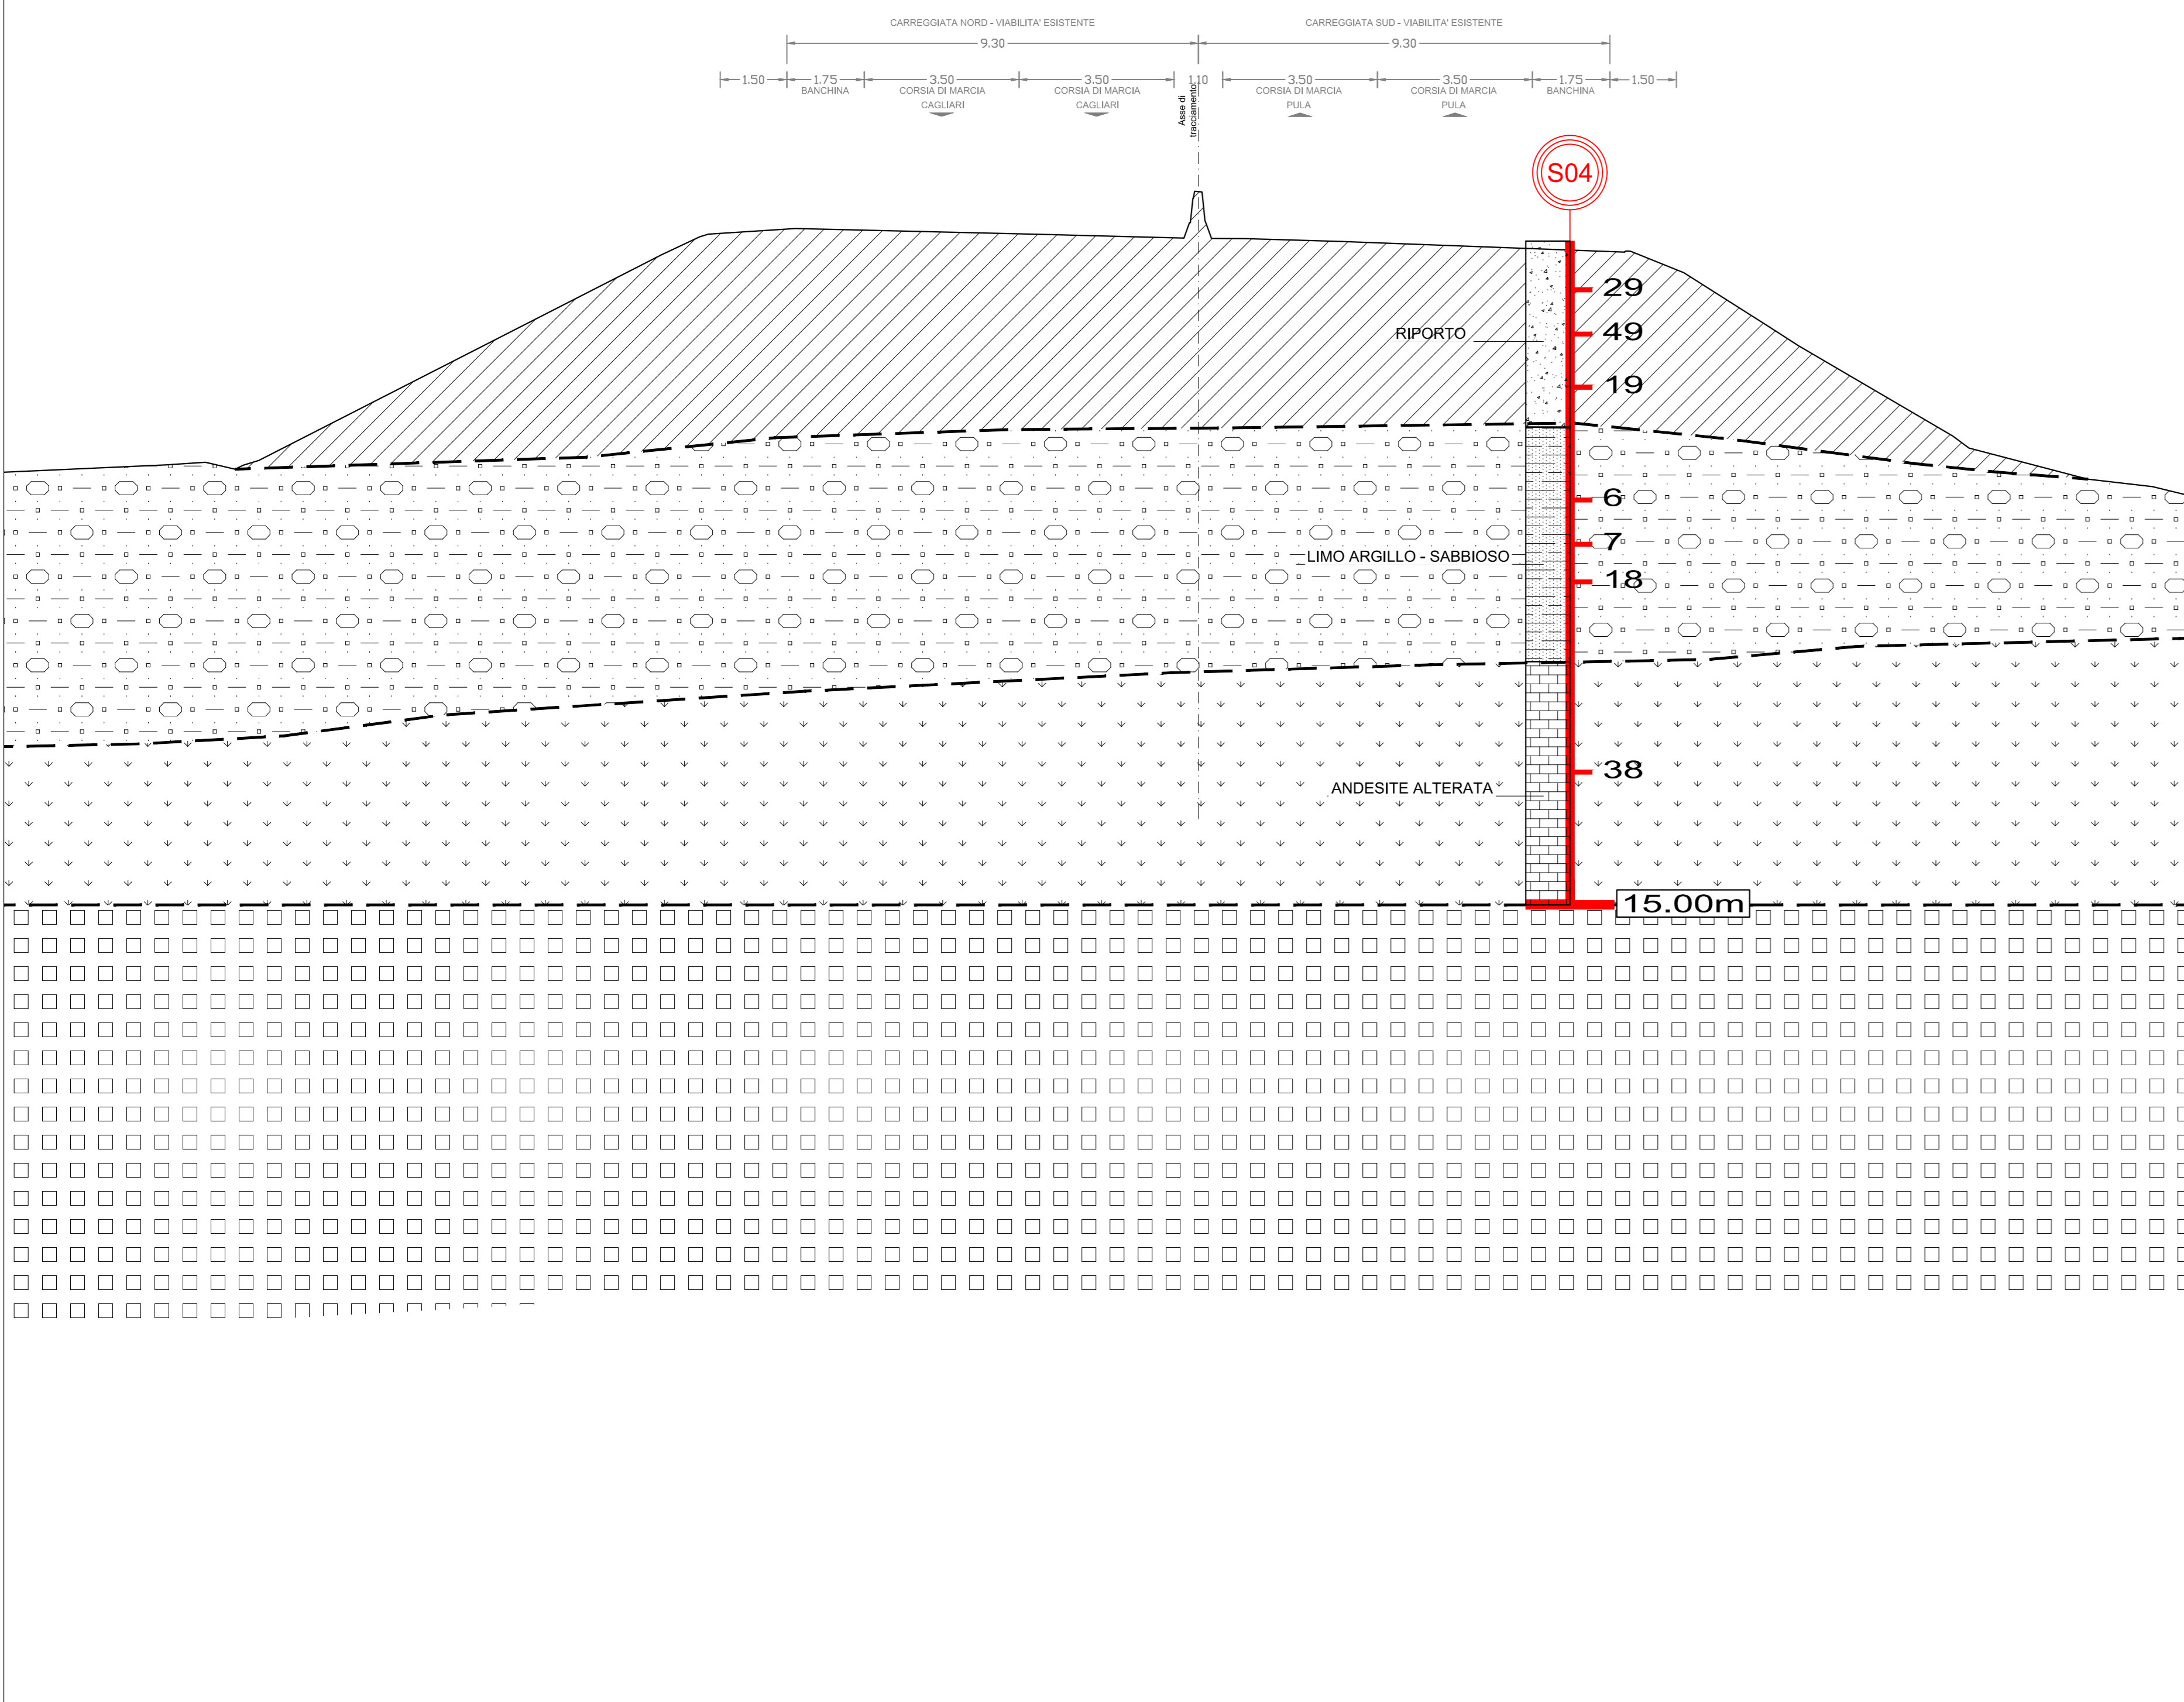 CARREGGIATA NORD - VIABILITA' ESISTENTE
CARREGGIATA SUD - VIABILITA' ESISTENTE
9.30
9.30
1.50
1.75
3.50
3.50
1.10
3.50
3.50
1.75
1.50
BANCHINA
CORSIA DI MARCIA
CORSIA DI MARCIA
CORSIA DI MARCIA
CORSIA DI MARCIA
BANCHINA
CAGLIARI
CAGLIARI
PULA
PULA
Asse di
tracciamento
S04
29
RIPORTO
49
19
6
7
LIMO ARGILLO - SABBIOSO
18
38
ANDESITE ALTERATA
15.00m